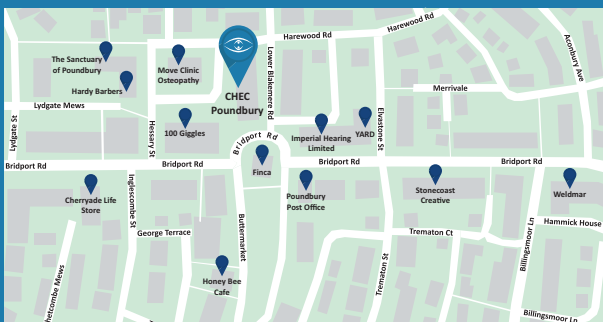 Harewood Rd
Harewood Rd
Aconbury Ave
The Sanctuary
of Poundbury
Move Clinic
Osteopathy
Lower Blakemere Rd
Hardy Barbers
CHEC
Poundbury
Merrivale
Lydgate Mews
Lydgate St
Hessary St
100 Giggles
Bridport Rd
Imperial Hearing
Limited
YARD
Elvastone St
Bridport Rd
Bridport Rd
Bridport Rd
Bridport Rd
Finca
Cherryade Life
Store
Inglescombe St
Poundbury
Post Office
Stonecoast
Creative
Weldmar
George Terrace
Buttermarket
Trematon Ct
Hammick House
Billingsmoor Ln
Trematon St
hetcombe Mews
Honey Bee
Cafe
Billingsmoor Ln